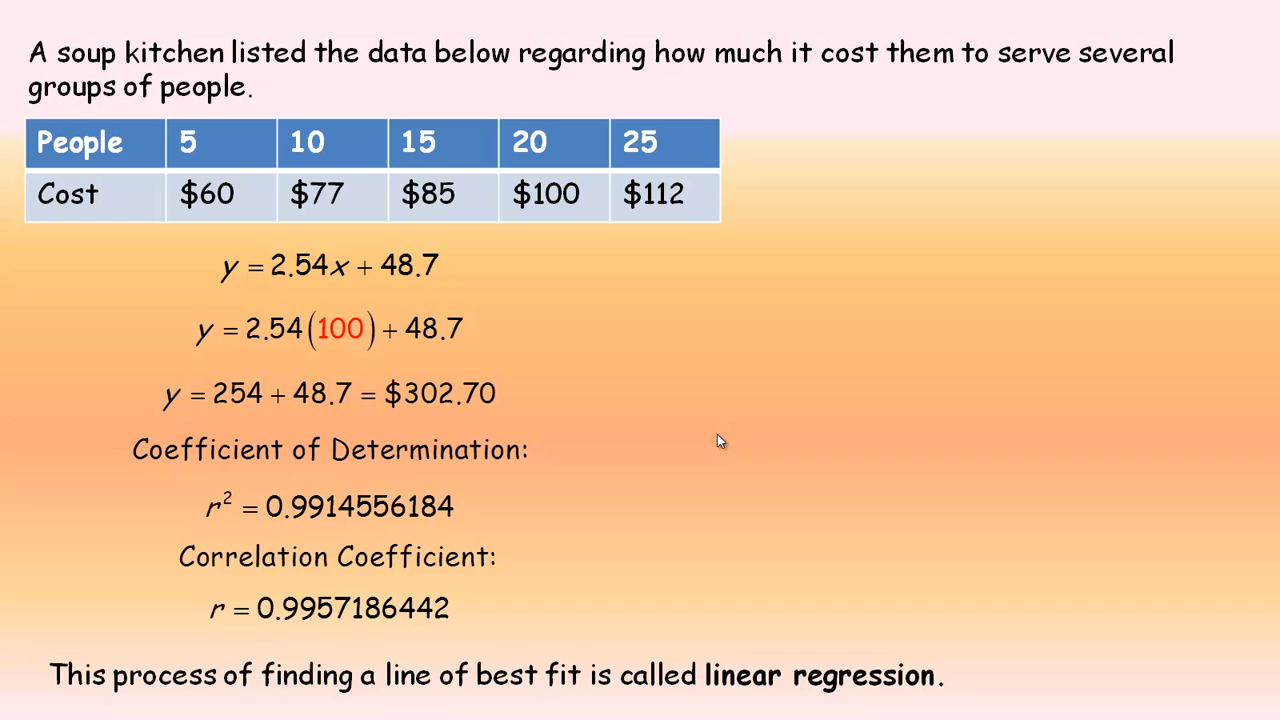 A soup kitchen listed the data below regarding how much it cost them to serve several
groups of people.
People 5 10 15 20 25
Cost $60 $77 $85 $100 $112
y = 2.54x + 48.7
y = 2.54(100) + 48.7
y = 254 + 48.7 = $302.70
Coefficient of Determination:
r² = 0.9914556184
Correlation Coefficient:
r = 0.9957186442
This process of finding a line of best fit is called linear regression.